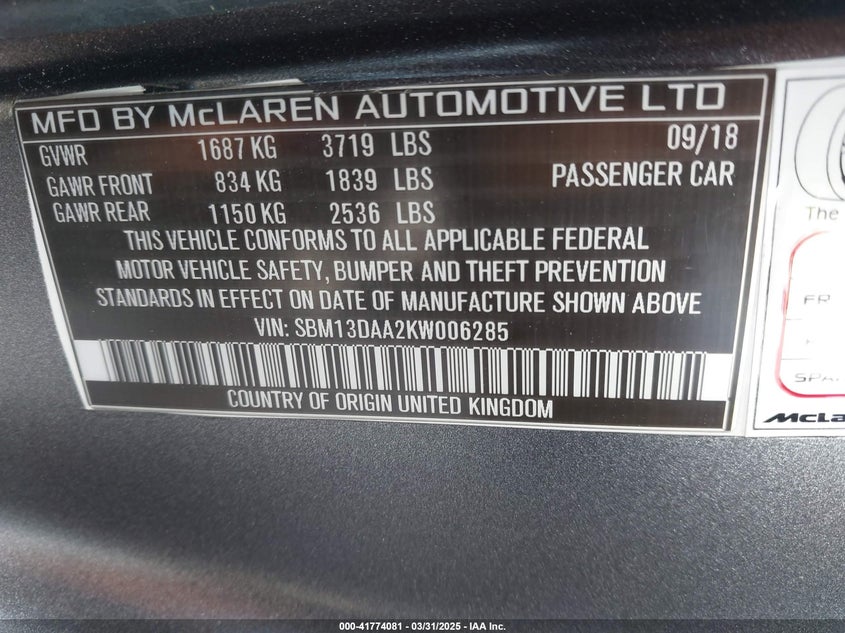 MFD BY McLAREN AUTOMOTIVE LTD
GVWR 1687 KG 3719 LBS 09/18
GAWR FRONT 834 KG 1839 LBS PASSENGER CAR
GAWR REAR 1150 KG 2536 LBS
THIS VEHICLE CONFORMS TO ALL APPLICABLE FEDERAL
MOTOR VEHICLE SAFETY, BUMPER AND THEFT PREVENTION
STANDARDS IN EFFECT ON DATE OF MANUFACTURE SHOWN ABOVE
VIN: SBM13DAA2KW006285
COUNTRY OF ORIGIN UNITED KINGDOM
The
FR
000-41774081 - 03/31/2025 - IAA Inc.